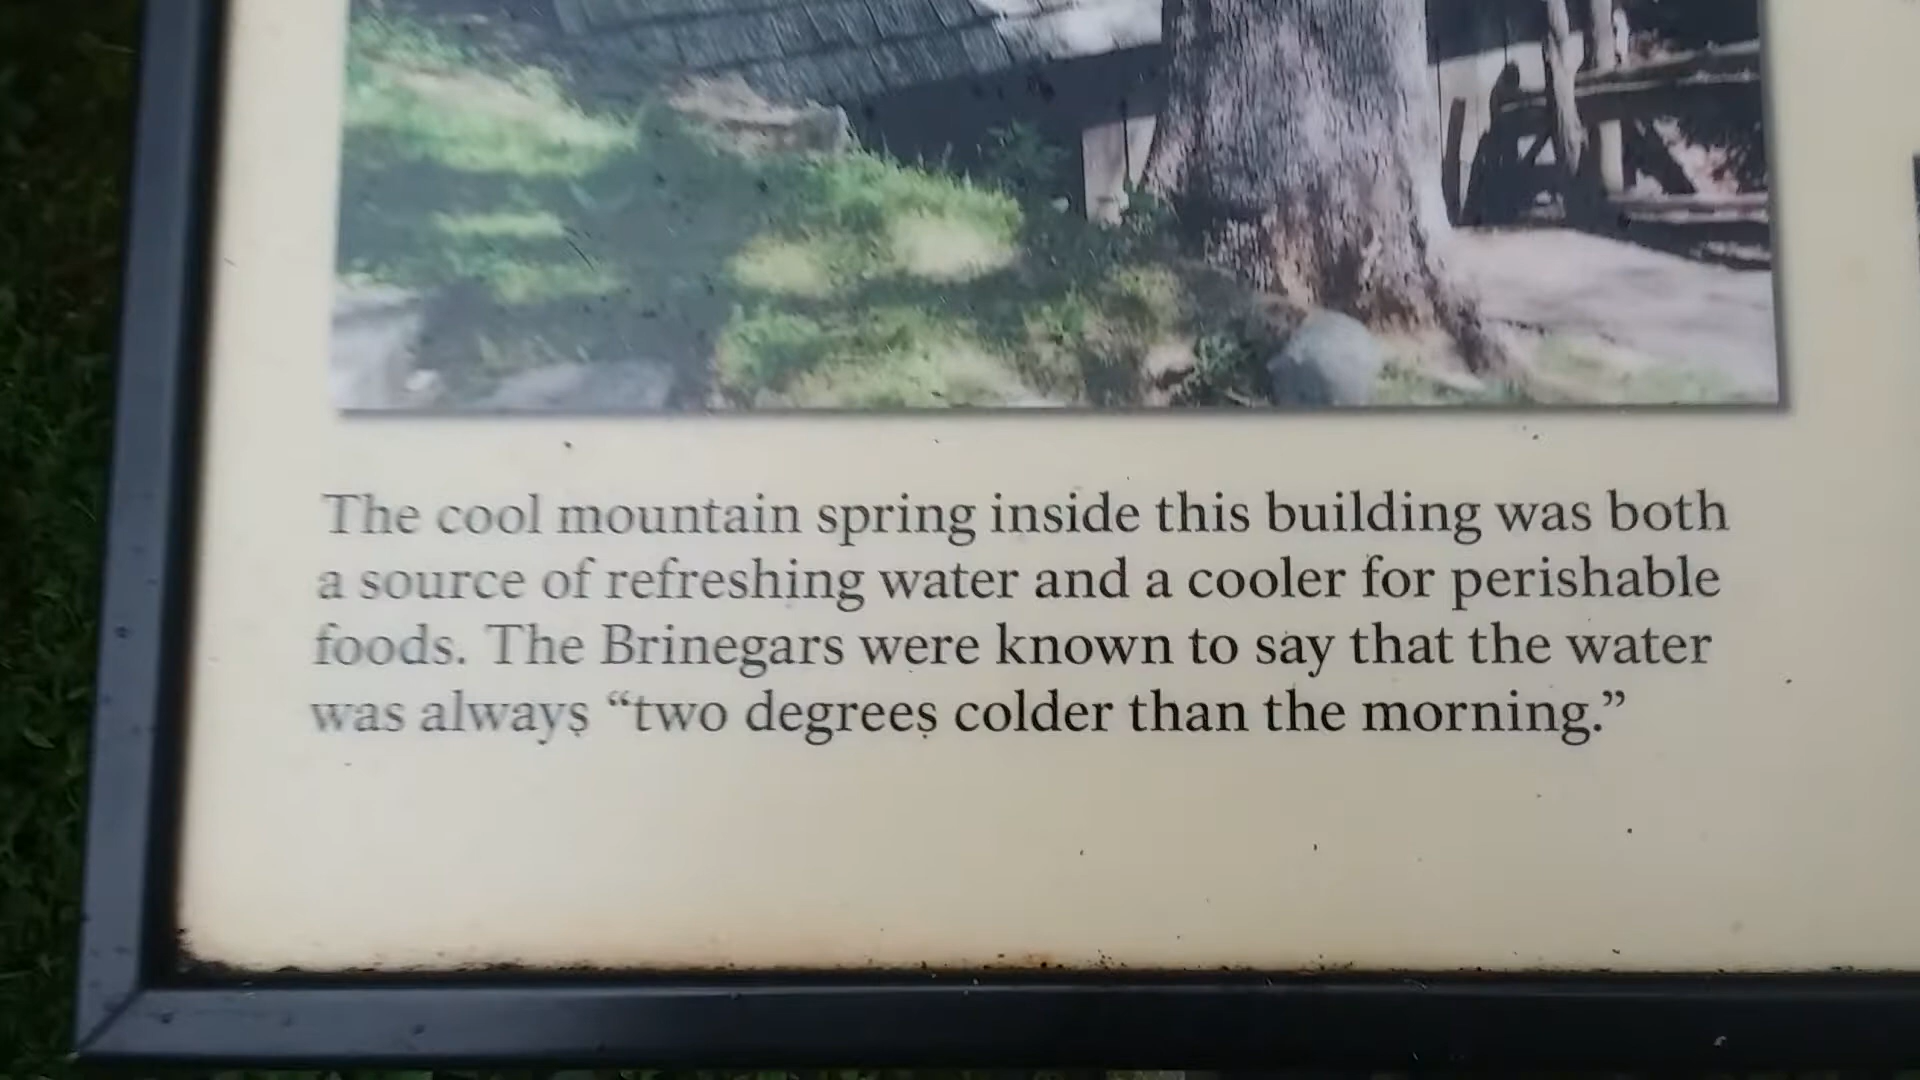 The cool mountain spring inside this building was both
a source of refreshing water and a cooler for perishable
foods. The Brinegars were known to say that the water
was always “two degrees colder than the morning.”